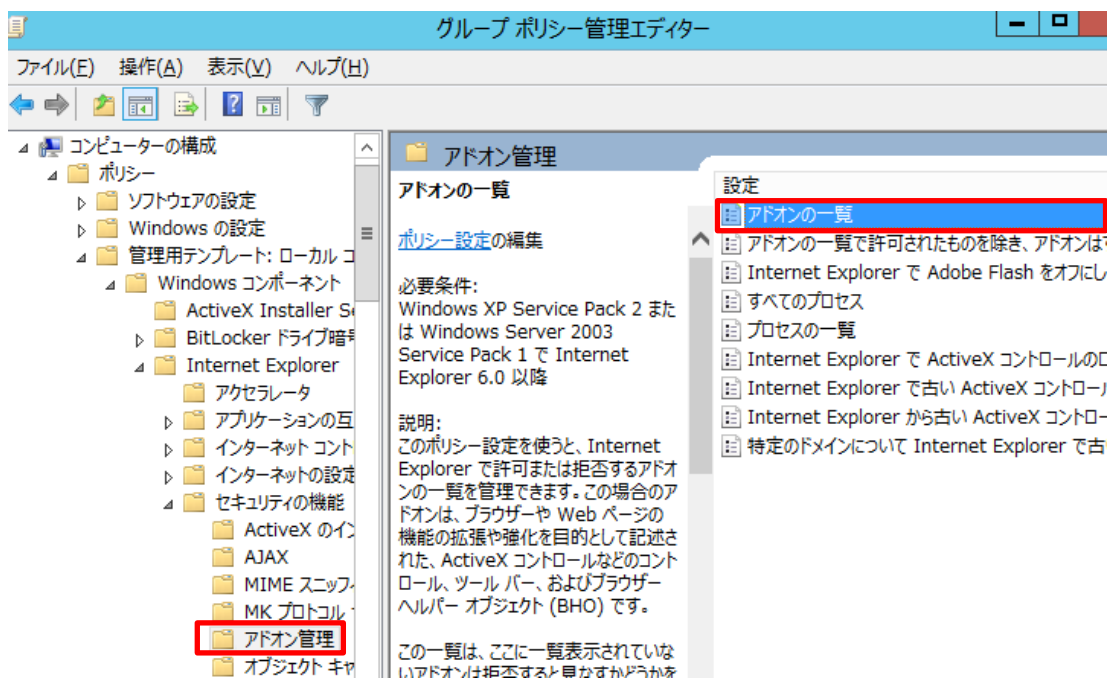 グループ ポリシー管理エディター
ファイル(F) 操作(A) 表示(V) ヘルプ(H)
コンピューターの構成
ポリシー
ソフトウェアの設定
Windows の設定
管理用テンプレート: ローカル コ
Windows コンポーネント
ActiveX Installer Se
BitLocker ドライブ暗号
Internet Explorer
アクセラレータ
アプリケーションの互
インターネット コント
インターネットの設定
セキュリティの機能
ActiveX のイン
AJAX
MIME スニッフィ
MK プロトコル
アドオン管理
オブジェクト キャ
アドオン管理
アドオンの一覧
ポリシー設定の編集
必要条件:
Windows XP Service Pack 2 また
は Windows Server 2003
Service Pack 1 で Internet
Explorer 6.0 以降
説明:
このポリシー設定を使うと、Internet
Explorer で許可または拒否するアドオ
ンの一覧を管理できます。この場合のア
ドオンは、ブラウザーや Web ページの
機能の拡張や強化を目的として記述さ
れた、ActiveX コントロールなどのコント
ロール、ツール バー、およびブラウザー
ヘルパー オブジェクト (BHO) です。
この一覧は、ここに一覧表示されていな
いアドオンは拒否すると見なすかどうかを
設定
アドオンの一覧
アドオンの一覧で許可されたものを除き、アドオンはす
Internet Explorer で Adobe Flash をオフにし
すべてのプロセス
プロセスの一覧
Internet Explorer で ActiveX コントロールのロ
Internet Explorer で古い ActiveX コントロール
Internet Explorer から古い ActiveX コントロー
特定のドメインについて Internet Explorer で古